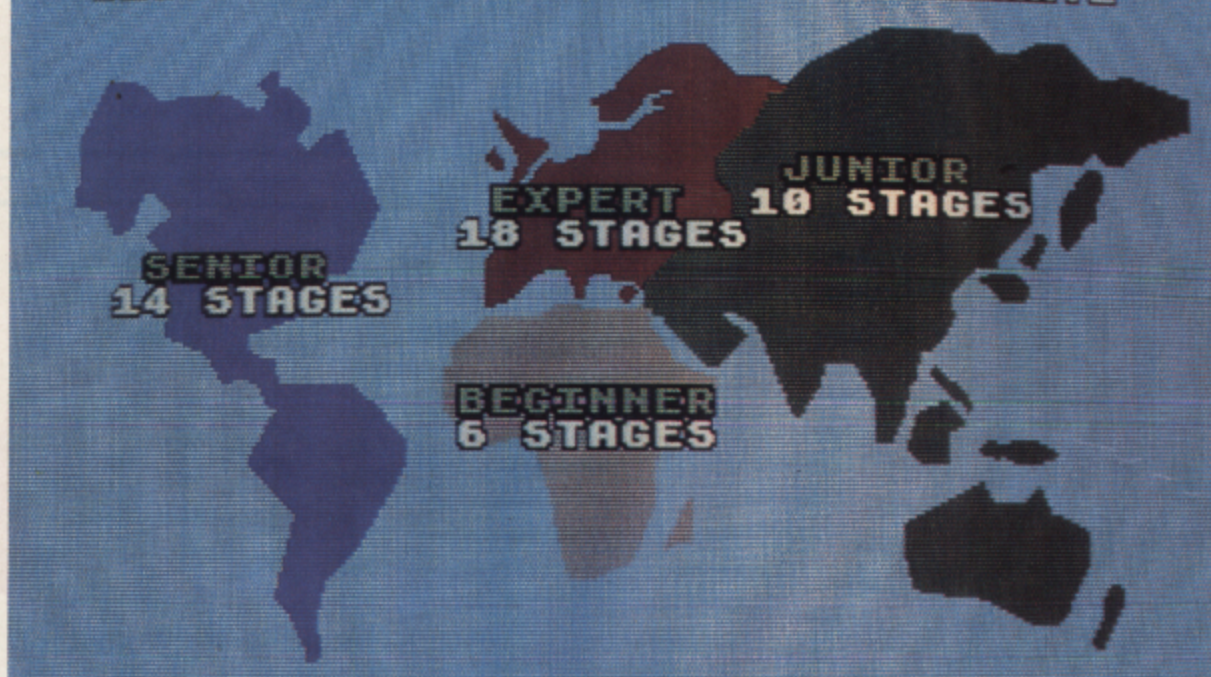 JUNIOR
10 STAGES
EXPERT
18 STAGES
SENIOR
14 STAGES
BEGINNER
6 STAGES